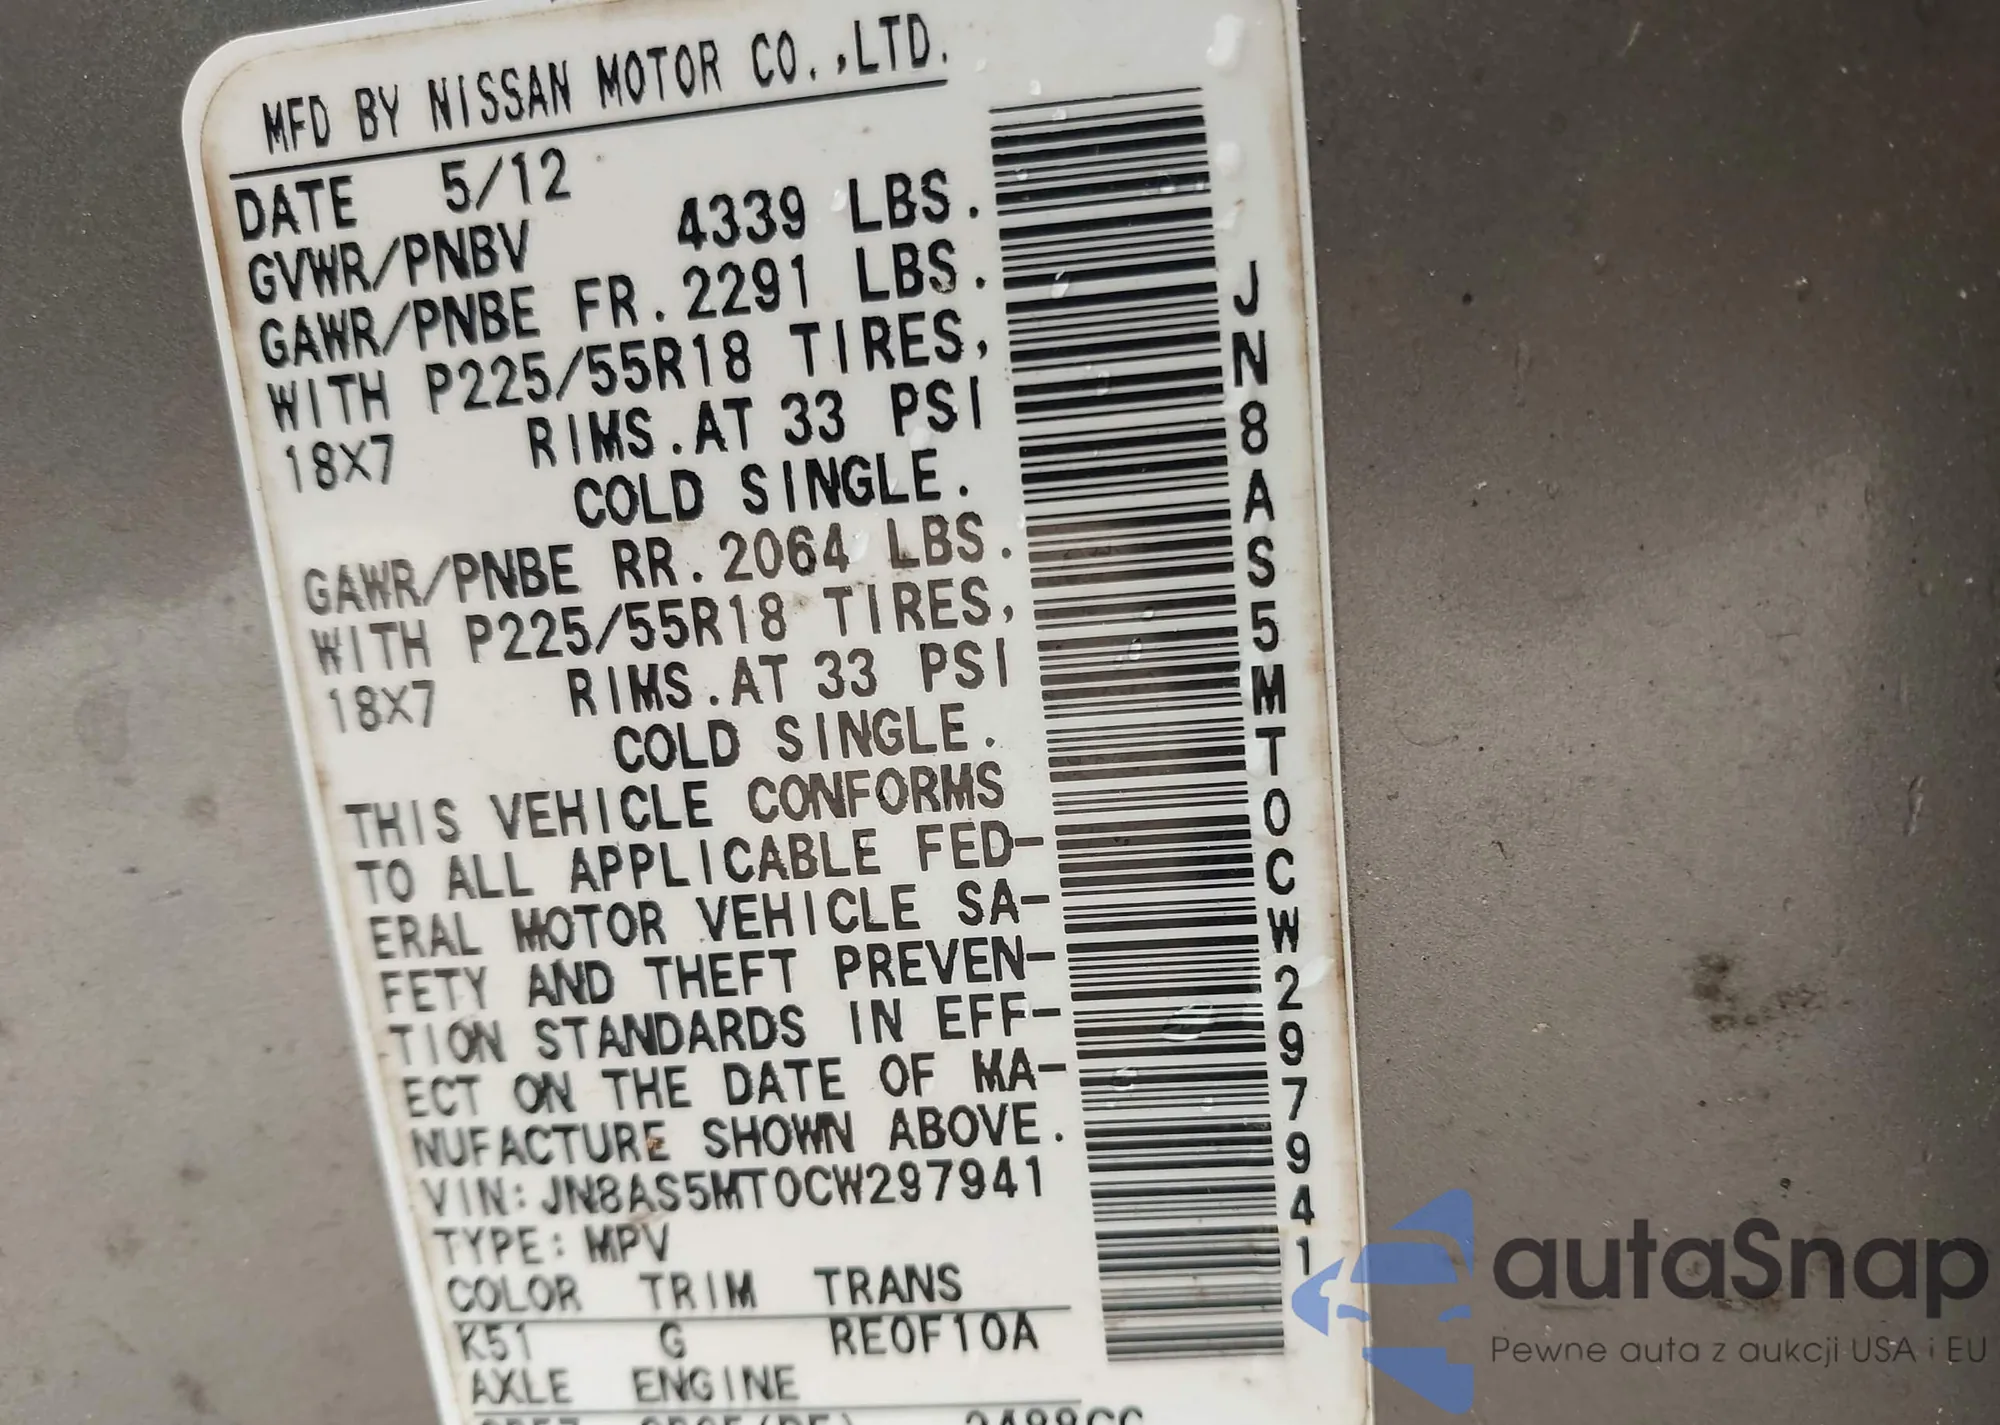 MFD BY NISSAN MOTOR CO.,LTD.
DATE 5/12
GVWR/PNBV 4339 LBS.
GAWR/PNBE FR. 2291 LBS.
WITH P225/55R18 TIRES,
18X7 RIMS.AT 33 PSI
COLD SINGLE.
GAWR/PNBE RR. 2064 LBS.
WITH P225/55R18 TIRES,
18X7 RIMS.AT 33 PSI
COLD SINGLE.
THIS VEHICLE CONFORMS
TO ALL APPLICABLE FED-
ERAL MOTOR VEHICLE SA-
FETY AND THEFT PREVEN-
TION STANDARDS IN EFF-
ECT ON THE DATE OF MA-
NUFACTURE SHOWN ABOVE.
VIN: JN8AS5MT0CW297941
TYPE: MPV
COLOR TRIM TRANS
K51 G RE0F10A
AXLE ENGINE
JN8AS5MT0CW297941
autaSnap
Pewne auta z aukcji USA i EU